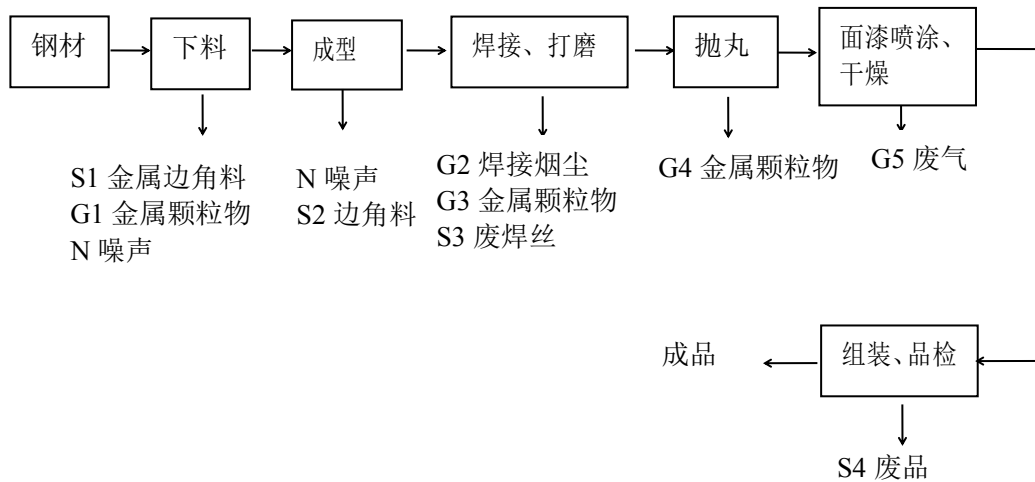 钢材
下料
成型
焊接、打磨
抛丸
面漆喷涂、
干燥
S1 金属边角料
G1 金属颗粒物
N 噪声
N 噪声
S2 边角料
G2 焊接烟尘
G3 金属颗粒物
S3 废焊丝
G4 金属颗粒物
G5 废气
成品
组装、品检
S4 废品